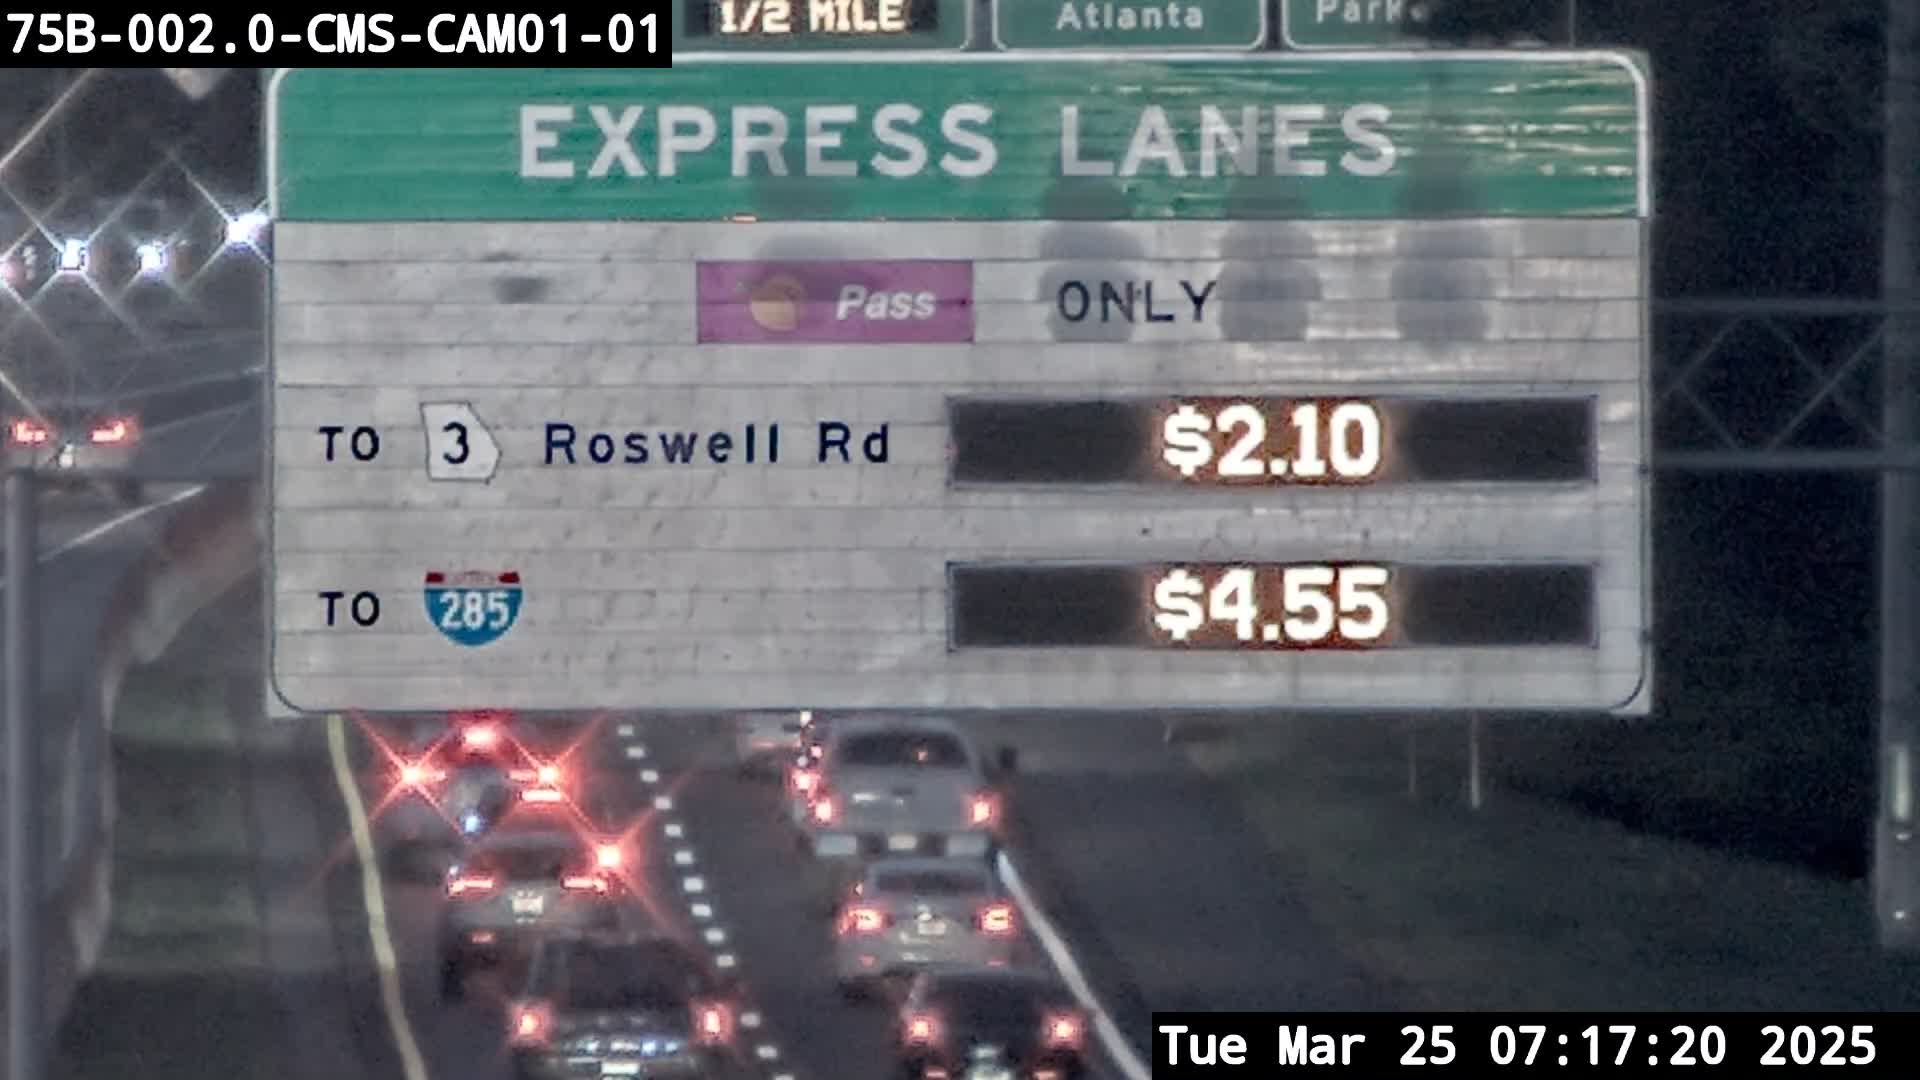 75B-002.0-CMS-CAM01-01
1/2 MILE
Atlanta
EXPRESS LANES
Pass ONLY
TO 3 Roswell Rd $2.10
TO 285 $4.55
Tue Mar 25 07:17:20 2025